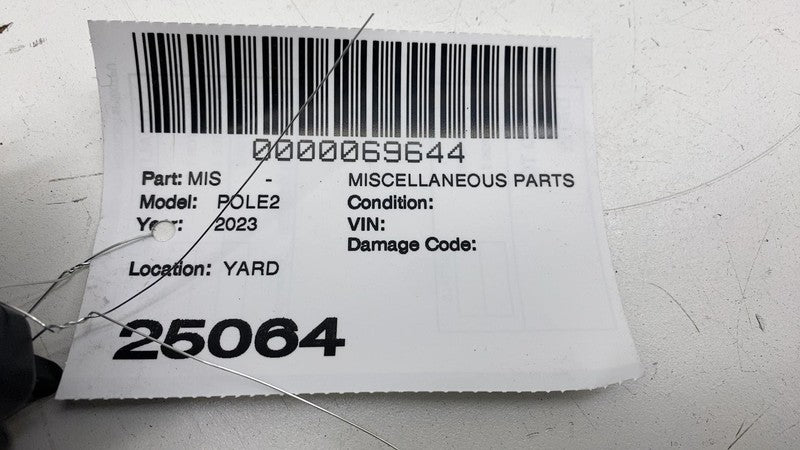 0000069644
Part: MIS - MISCELLANEOUS PARTS
Model: POLE2 Condition:
Year: 2023 VIN:
Damage Code:
Location: YARD
25064